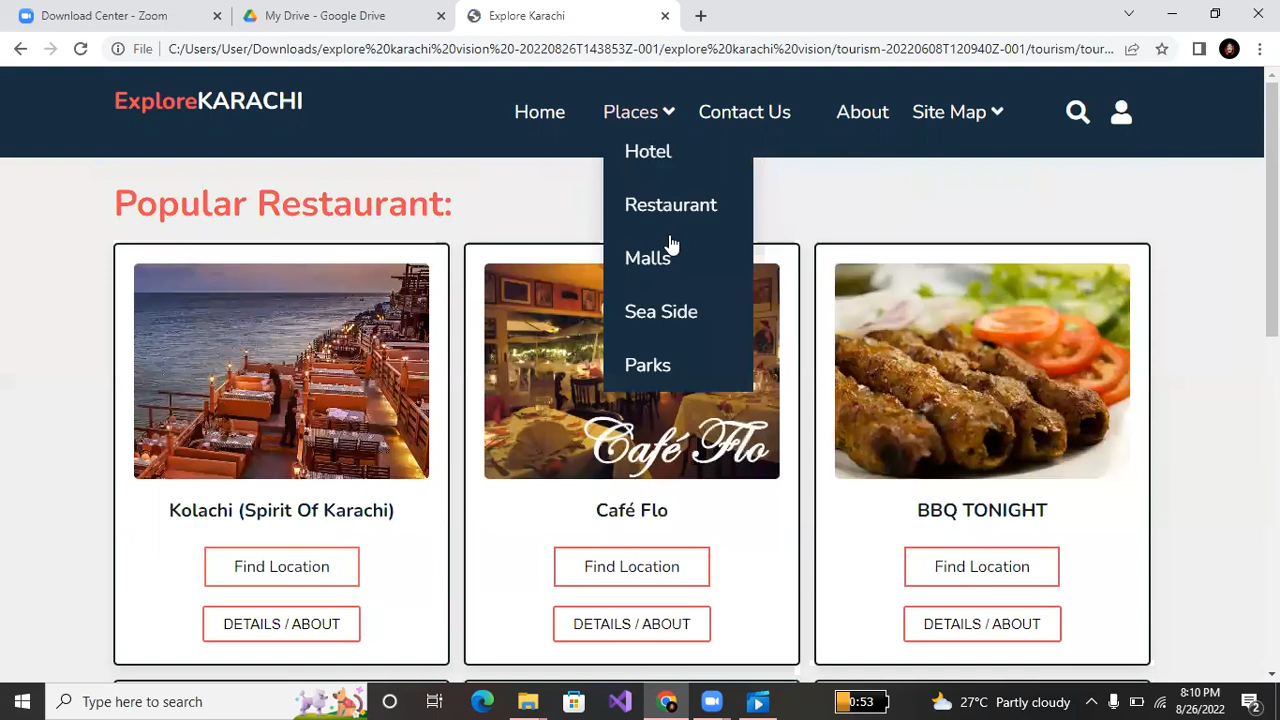 Download Center - Zoom
My Drive - Google Drive
Explore Karachi
File
C:/Users/User/Downloads/explore%20karachi%20vision%20-20220826T143853Z-001/explore%20karachi%20vision/tourism-20220608T120940Z-001/tourism/tour...
ExploreKARACHI
Home
Places
Contact Us
About
Site Map
Hotel
Restaurant
Malls
Sea Side
Parks
Popular Restaurant:
Café Flo
Kolachi (Spirit Of Karachi)
Café Flo
BBQ TONIGHT
Find Location
Find Location
Find Location
DETAILS / ABOUT
DETAILS / ABOUT
DETAILS / ABOUT
Type here to search
0:53
27°C Partly cloudy
8:10 PM
8/26/2022
2